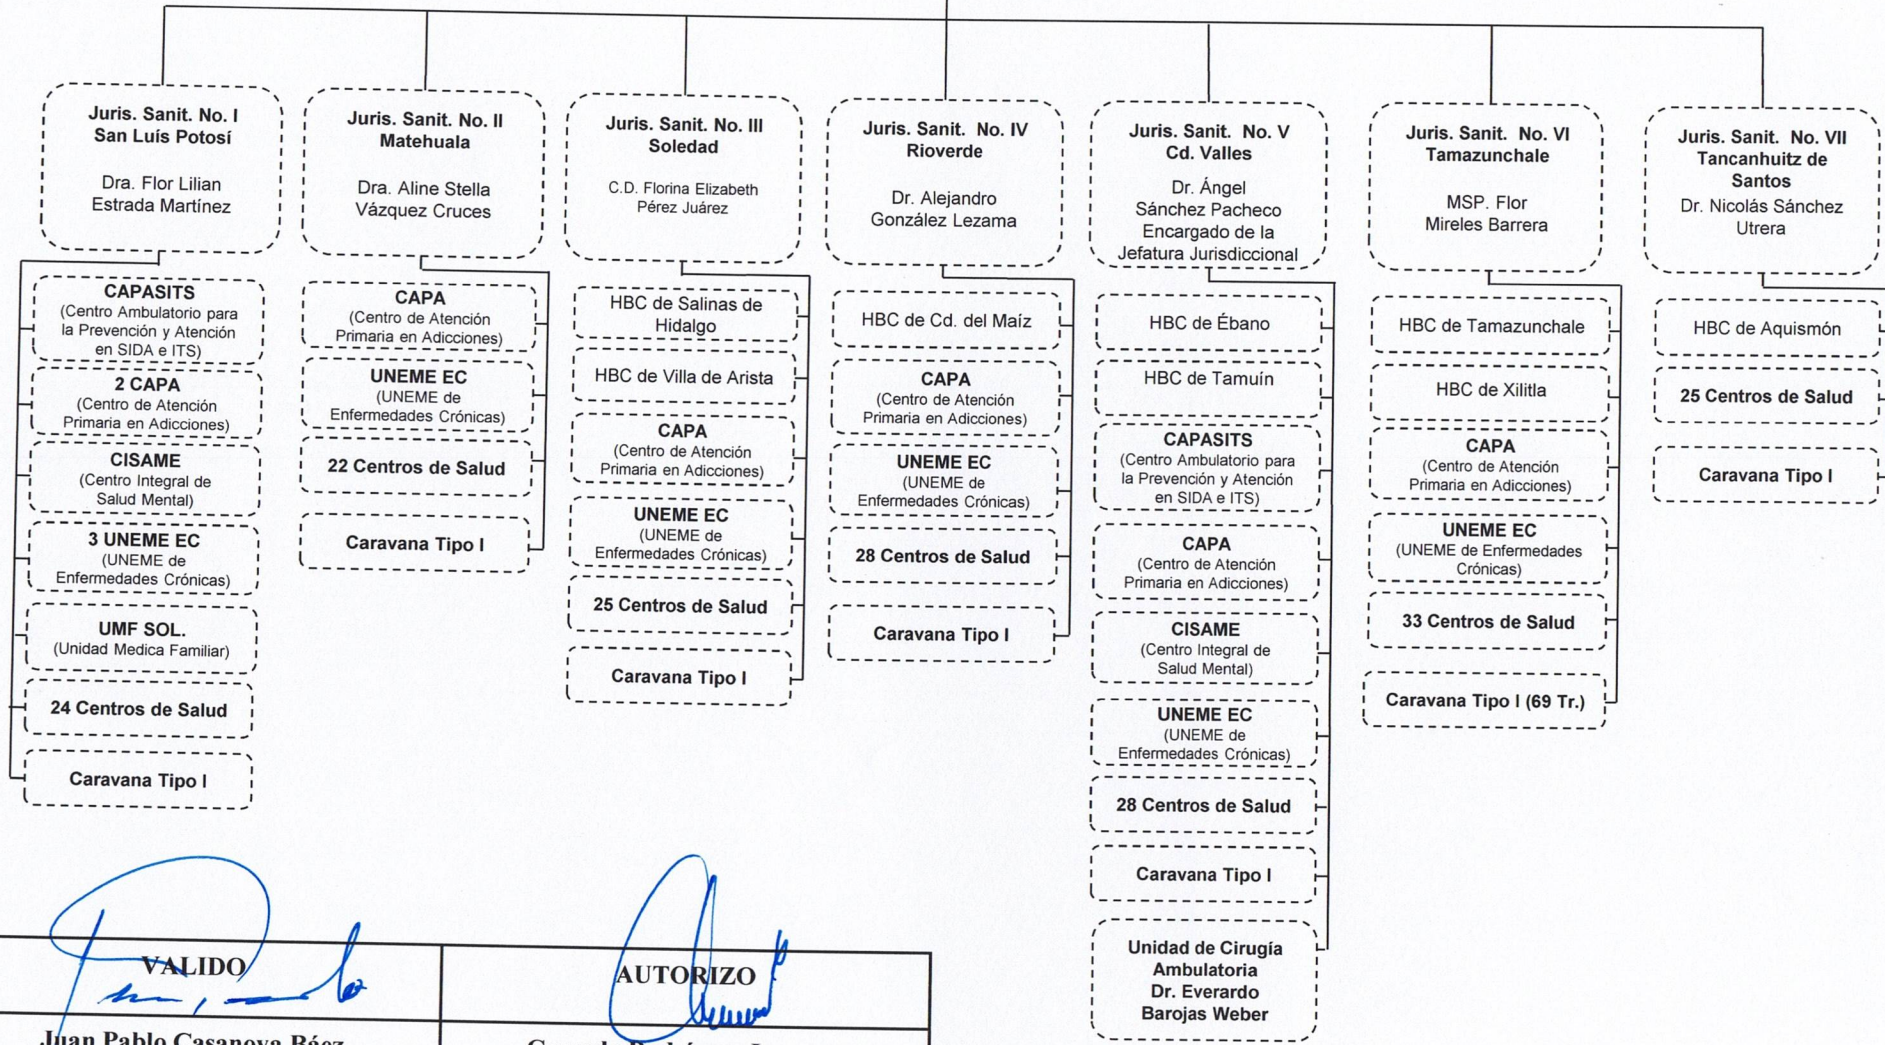 Juris. Sanit. No. I
San Luís Potosí
Dra. Flor Lilian
Estrada Martínez
CAPASITS
(Centro Ambulatorio para
la Prevención y Atención
en SIDA e ITS)
2 CAPA
(Centro de Atención
Primaria en Adicciones)
CISAME
(Centro Integral de
Salud Mental)
3 UNEME EC
(UNEME de
Enfermedades Crónicas)
UMF SOL.
(Unidad Medica Familiar)
24 Centros de Salud
Caravana Tipo I
Juris. Sanit. No. II
Matehuala
Dra. Aline Stella
Vázquez Cruces
CAPA
(Centro de Atención
Primaria en Adicciones)
UNEME EC
(UNEME de
Enfermedades Crónicas)
22 Centros de Salud
Caravana Tipo I
Juris. Sanit. No. III
Soledad
C.D. Florina Elizabeth
Pérez Juárez
HBC de Salinas de
Hidalgo
HBC de Villa de Arista
CAPA
(Centro de Atención
Primaria en Adicciones)
UNEME EC
(UNEME de
Enfermedades Crónicas)
25 Centros de Salud
Caravana Tipo I
Juris. Sanit. No. IV
Rioverde
Dr. Alejandro
González Lezama
HBC de Cd. del Maíz
CAPA
(Centro de Atención
Primaria en Adicciones)
UNEME EC
(UNEME de
Enfermedades Crónicas)
28 Centros de Salud
Caravana Tipo I
Juris. Sanit. No. V
Cd. Valles
Dr. Ángel
Sánchez Pacheco
Encargado de la
Jefatura Jurisdiccional
HBC de Ébano
HBC de Tamuín
CAPASITS
(Centro Ambulatorio para
la Prevención y Atención
en SIDA e ITS)
CAPA
(Centro de Atención
Primaria en Adicciones)
CISAME
(Centro Integral de
Salud Mental)
UNEME EC
(UNEME de
Enfermedades Crónicas)
28 Centros de Salud
Caravana Tipo I
Unidad de Cirugía
Ambulatoria
Dr. Everardo
Barojas Weber
Juris. Sanit. No. VI
Tamazunchale
MSP. Flor
Mireles Barrera
HBC de Tamazunchale
HBC de Xilitla
CAPA
(Centro de Atención
Primaria en Adicciones)
UNEME EC
(UNEME de Enfermedades
Crónicas)
33 Centros de Salud
Caravana Tipo I (69 Tr.)
Juris. Sanit. No. VII
Tancanhuitz de
Santos
Dr. Nicolás Sánchez
Utrera
HBC de Aquismón
25 Centros de Salud
Caravana Tipo I
VALIDO
Juan Pablo Casanova Báez
AUTORIZO